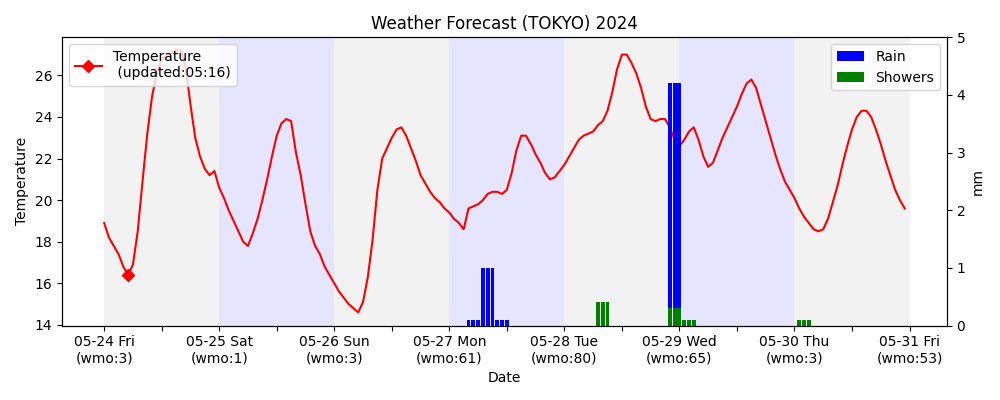 Weather Forecast (TOKYO) 2024
Temperature
(updated:05:16)
Rain
Showers
Temperature
26
24
22
20
18
16
14
5
4
3
2
1
0
mm
05-24 Fri
(wmo:3)
05-25 Sat
(wmo:1)
05-26 Sun
(wmo:3)
05-27 Mon
(wmo:61)
05-28 Tue
(wmo:80)
05-29 Wed
(wmo:65)
05-30 Thu
(wmo:3)
05-31 Fri
(wmo:53)
Date